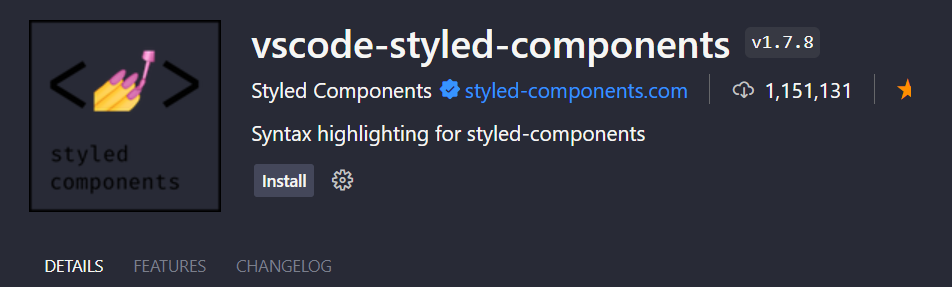 vscode-styled-components v1.7.8
Styled Components styled-components.com 1,151,131
Syntax highlighting for styled-components
Install
< >
styled
components
DETAILS FEATURES CHANGELOG